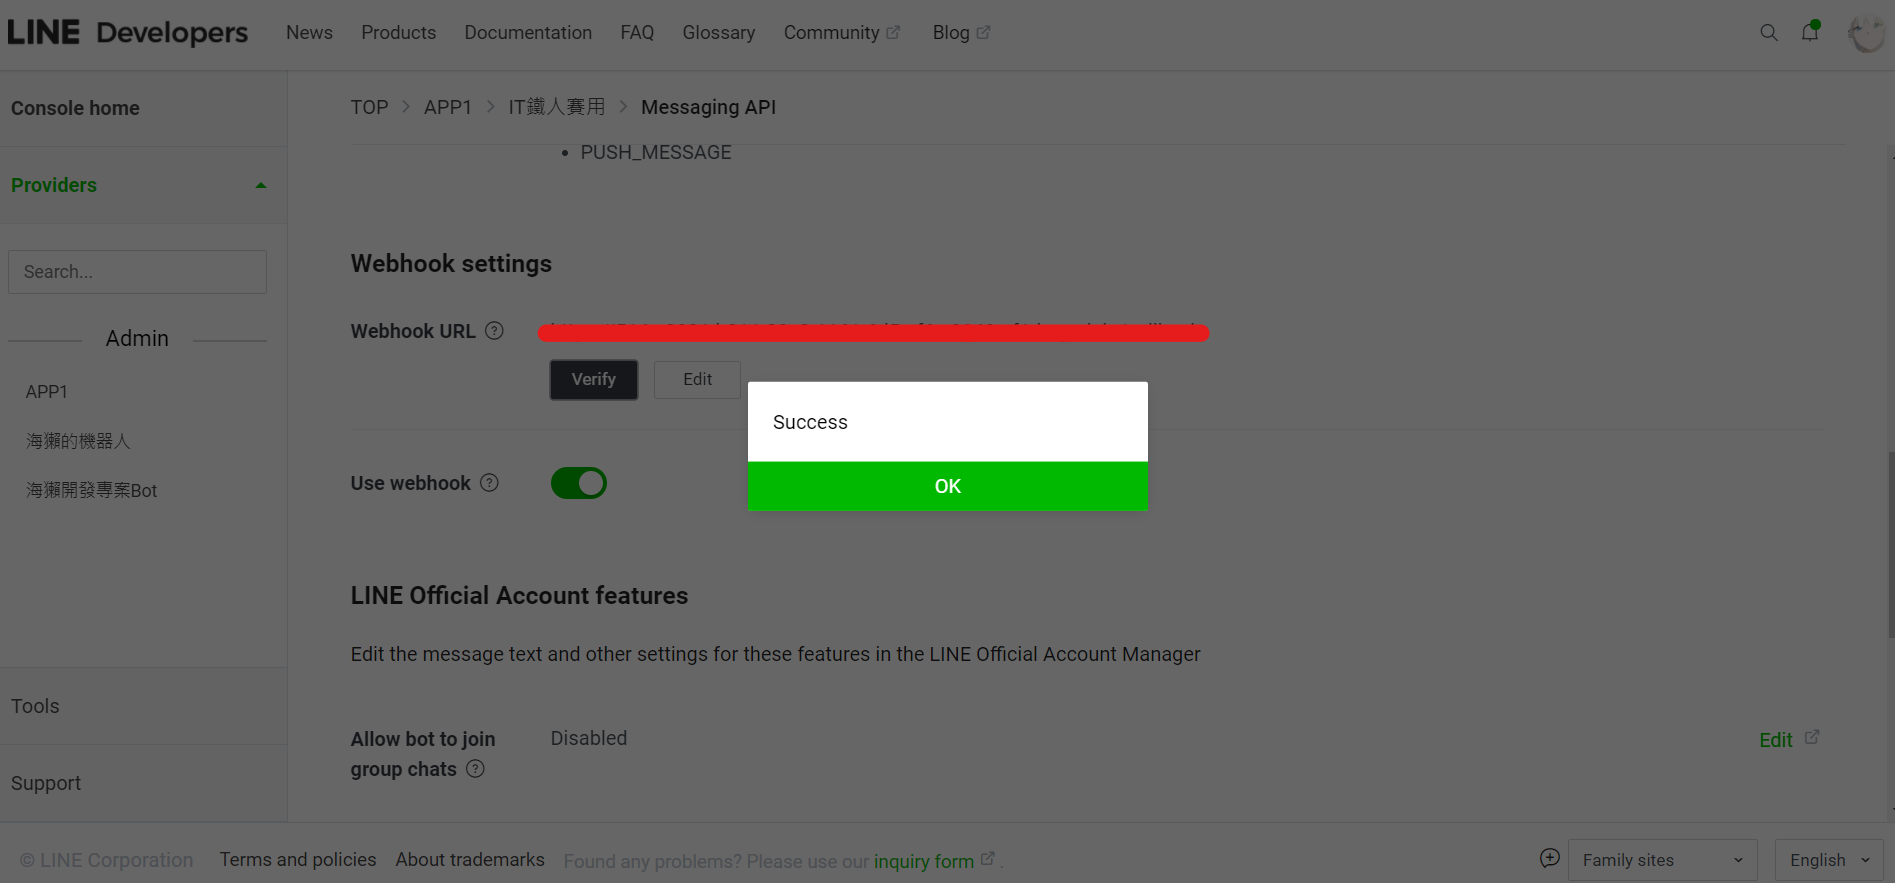 LINE Developers News Products Documentation FAQ Glossary Community Blog
Console home
TOP > APP1 > IT鐵人賽用 > Messaging API
• PUSH_MESSAGE
Providers
Search...
Admin
APP1
海獺的機器人
海獺開發專案Bot
Webhook settings
Webhook URL ?
Verify Edit
Success
OK
Use webhook ?
LINE Official Account features
Edit the message text and other settings for these features in the LINE Official Account Manager
Allow bot to join
group chats ?
Disabled
Edit
Tools
Support
© LINE Corporation Terms and policies About trademarks Found any problems? Please use our inquiry form .
Family sites English